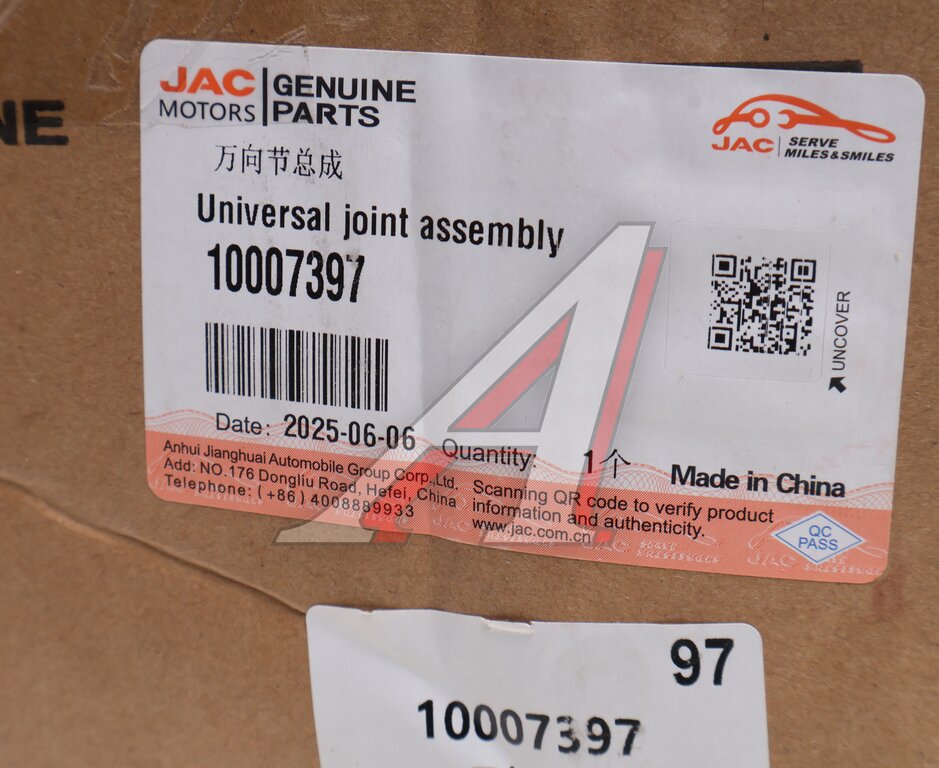 NE
JAC
MOTORS
GENUINE
PARTS
JAC
SERVE
MILES&SMILES
万向节总成
Universal joint assembly
10007397
UNCOVER
Date: 2025-06-06
Quantity: 1个
Made in China
Anhui Jianghuai Automobile Group Corp.,Ltd.
Add: NO.176 Dongliu Road, Hefei, China
Telephone: (+86) 4008889933
Scanning QR code to verify product
information and authenticity.
www.jac.com.cn
QC
PASS
97
10007397